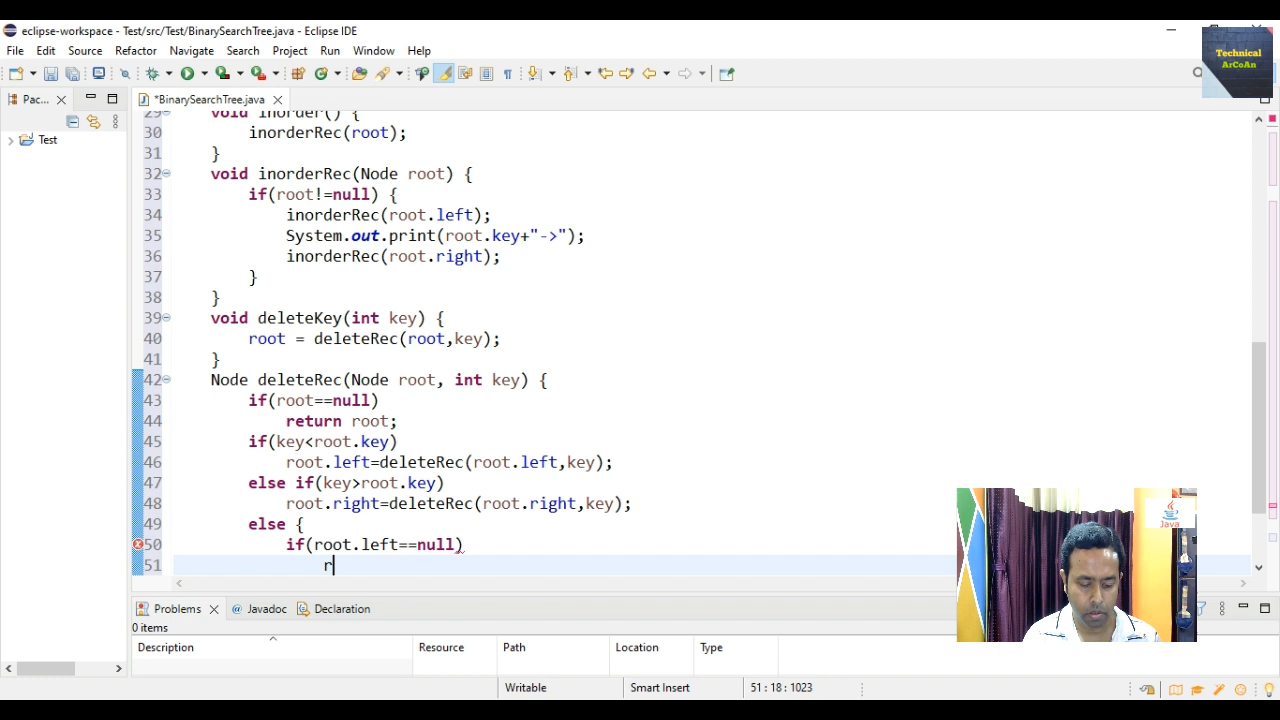 eclipse-workspace - Test/src/Test/BinarySearchTree.java - Eclipse IDE
File Edit Source Refactor Navigate Search Project Run Window Help
Technical
ArCoAn
Pac...
*BinarySearchTree.java
Test
29 void inorder() {
30 inorderRec(root);
31 }
32 void inorderRec(Node root) {
33 if(root!=null) {
34 inorderRec(root.left);
35 System.out.print(root.key+"->");
36 inorderRec(root.right);
37 }
38 }
39 void deleteKey(int key) {
40 root = deleteRec(root,key);
41 }
42 Node deleteRec(Node root, int key) {
43 if(root==null)
44 return root;
45 if(key<root.key)
46 root.left=deleteRec(root.left,key);
47 else if(key>root.key)
48 root.right=deleteRec(root.right,key);
49 else {
50 if(root.left==null)
51 r
Java
Problems @ Javadoc Declaration
0 items
Description Resource Path Location Type
Writable Smart Insert 51 : 18 : 1023